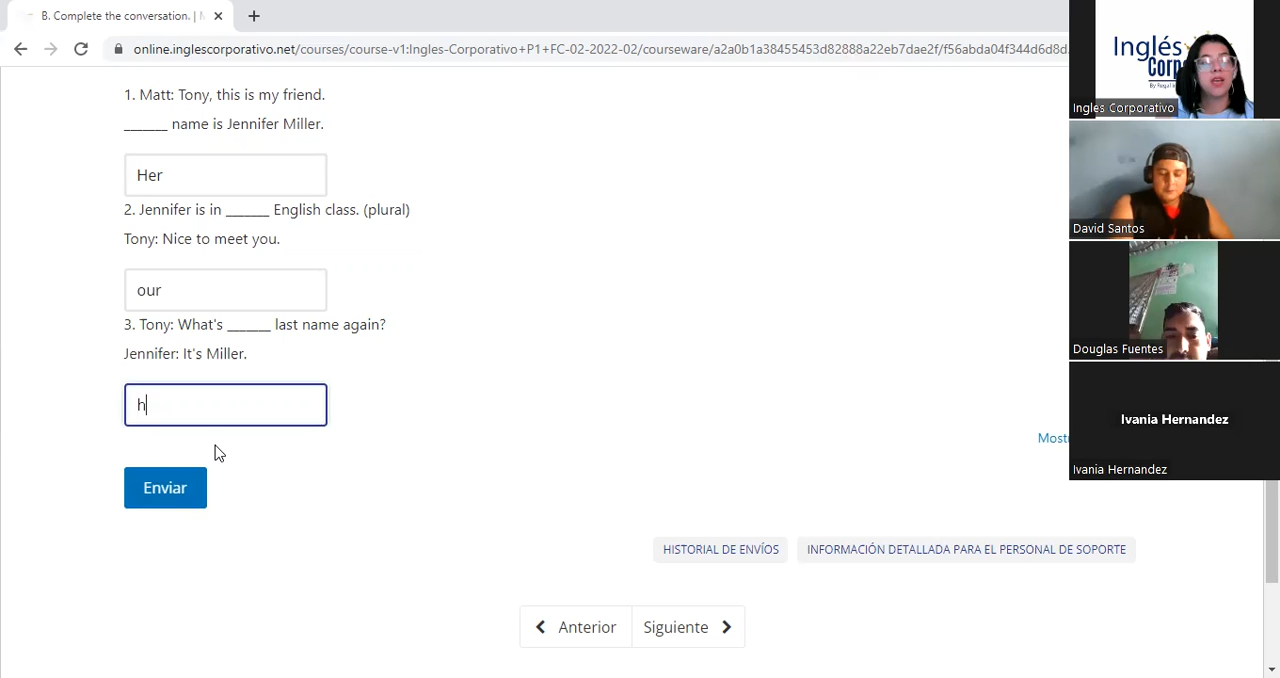 B. Complete the conversation. |
online.inglescorporativo.net/courses/course-v1:Ingles-Corporativo+P1+FC-02-2022-02/courseware/a2a0b1a38455453d82888a22eb7dae2f/f56abda04f344d6d8d
1. Matt: Tony, this is my friend.
______ name is Jennifer Miller.
Her
2. Jennifer is in ______ English class. (plural)
Tony: Nice to meet you.
our
3. Tony: What's ______ last name again?
Jennifer: It's Miller.
h
Enviar
HISTORIAL DE ENVÍOS
INFORMACIÓN DETALLADA PARA EL PERSONAL DE SOPORTE
Anterior
Siguiente
Inglés
Corp
Ingles Corporativo
David Santos
Douglas Fuentes
Ivania Hernandez
Ivania Hernandez